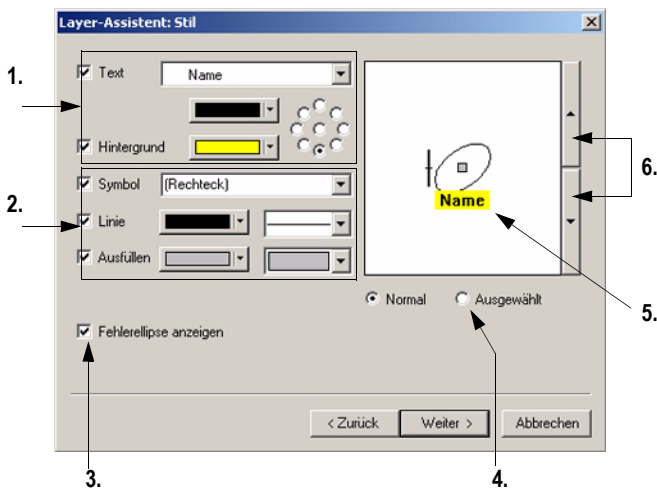 Layer-Assistent: Stil
1.
Text
Name
Hintergrund
2.
Symbol
(Rechteck)
Linie
Ausfüllen
Name
6.
5.
Normal
Ausgewählt
Fehlerellipse anzeigen
< Zurück
Weiter >
Abbrechen
3.
4.